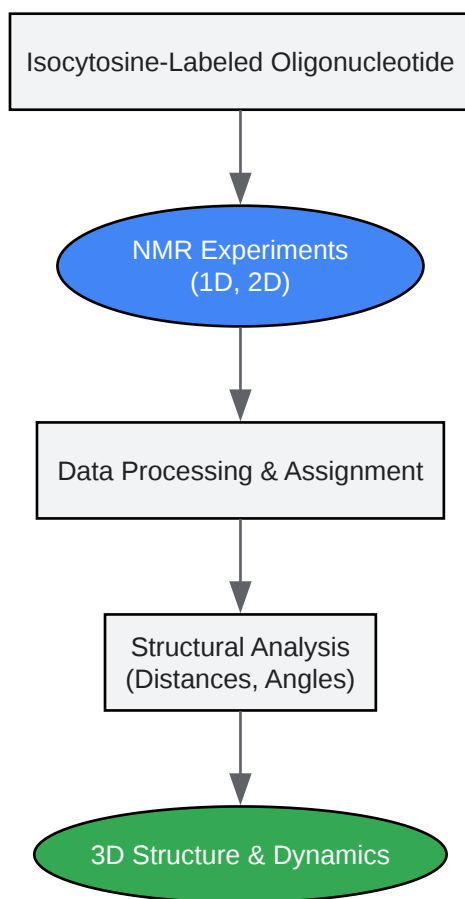 Isocytosine-Labeled Oligonucleotide
NMR Experiments
(1D, 2D)
Data Processing & Assignment
Structural Analysis
(Distances, Angles)
3D Structure & Dynamics